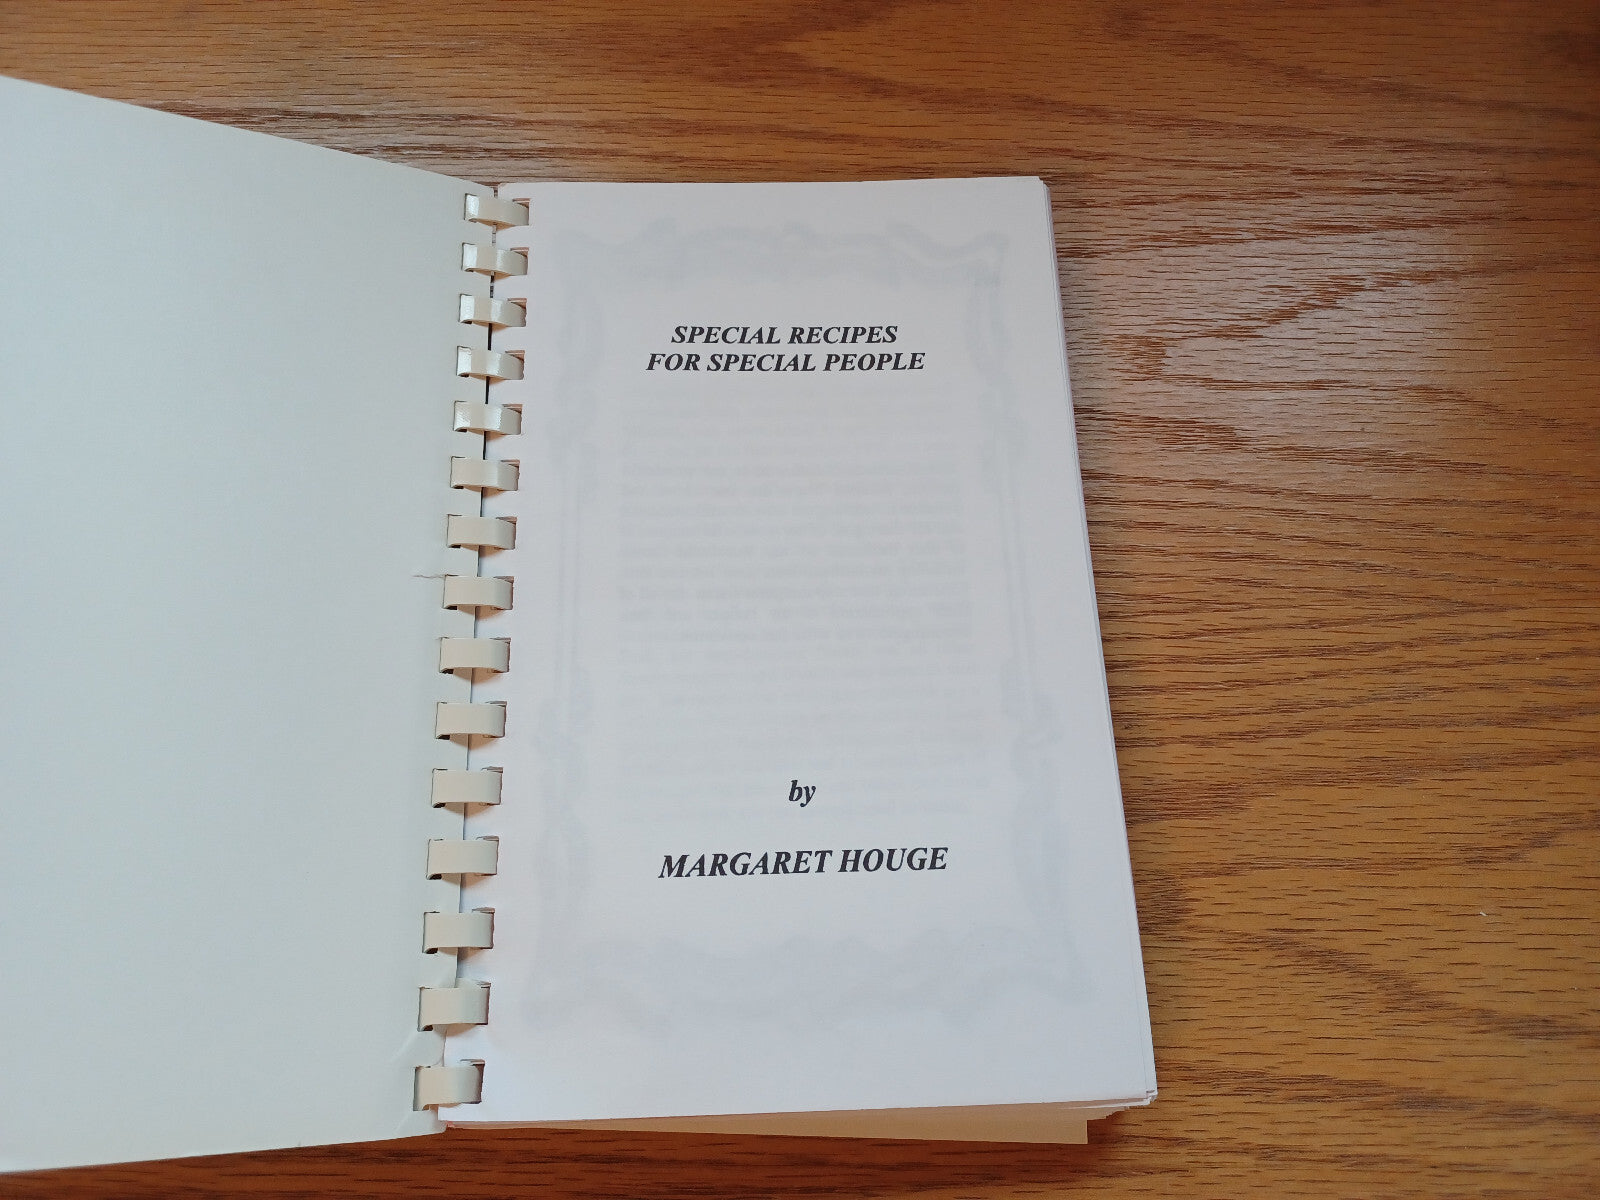 SPECIAL RECIPES
FOR SPECIAL PEOPLE
by
MARGARET HOUGE